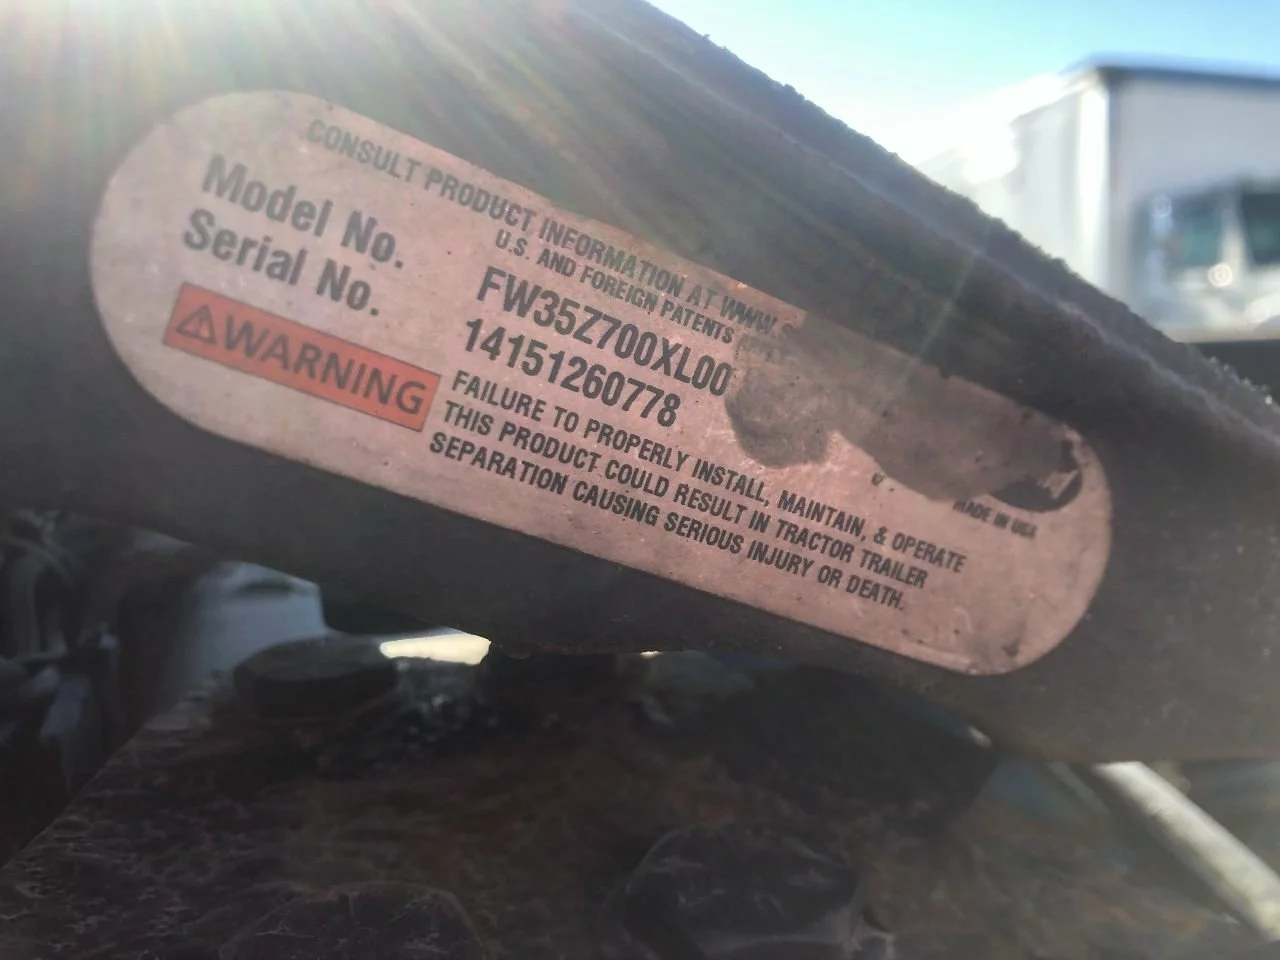 CONSULT PRODUCT INFORMATION AT WWW.
U.S. AND FOREIGN PATENTS
Model No. FW35Z700XL00
Serial No. 14151260778
⚠WARNING
FAILURE TO PROPERLY INSTALL, MAINTAIN, & OPERATE
THIS PRODUCT COULD RESULT IN TRACTOR TRAILER
SEPARATION CAUSING SERIOUS INJURY OR DEATH.
MADE IN USA